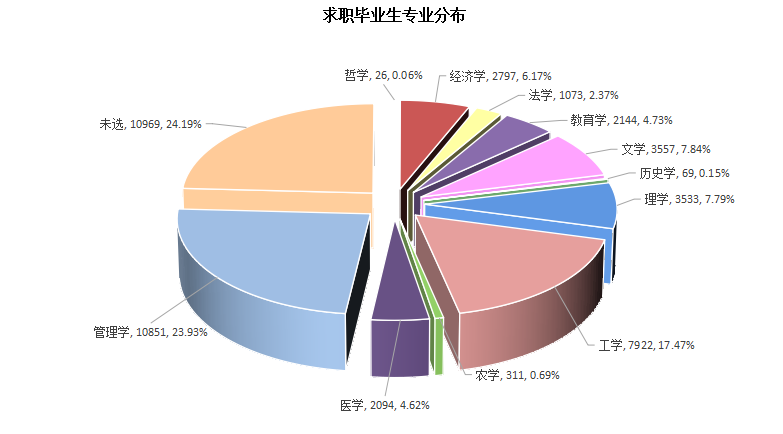 求职毕业生专业分布
哲学, 26, 0.06%
经济学, 2797, 6.17%
法学, 1073, 2.37%
教育学, 2144, 4.73%
文学, 3557, 7.84%
历史学, 69, 0.15%
理学, 3533, 7.79%
工学, 7922, 17.47%
农学, 311, 0.69%
医学, 2094, 4.62%
管理学, 10851, 23.93%
未选, 10969, 24.19%